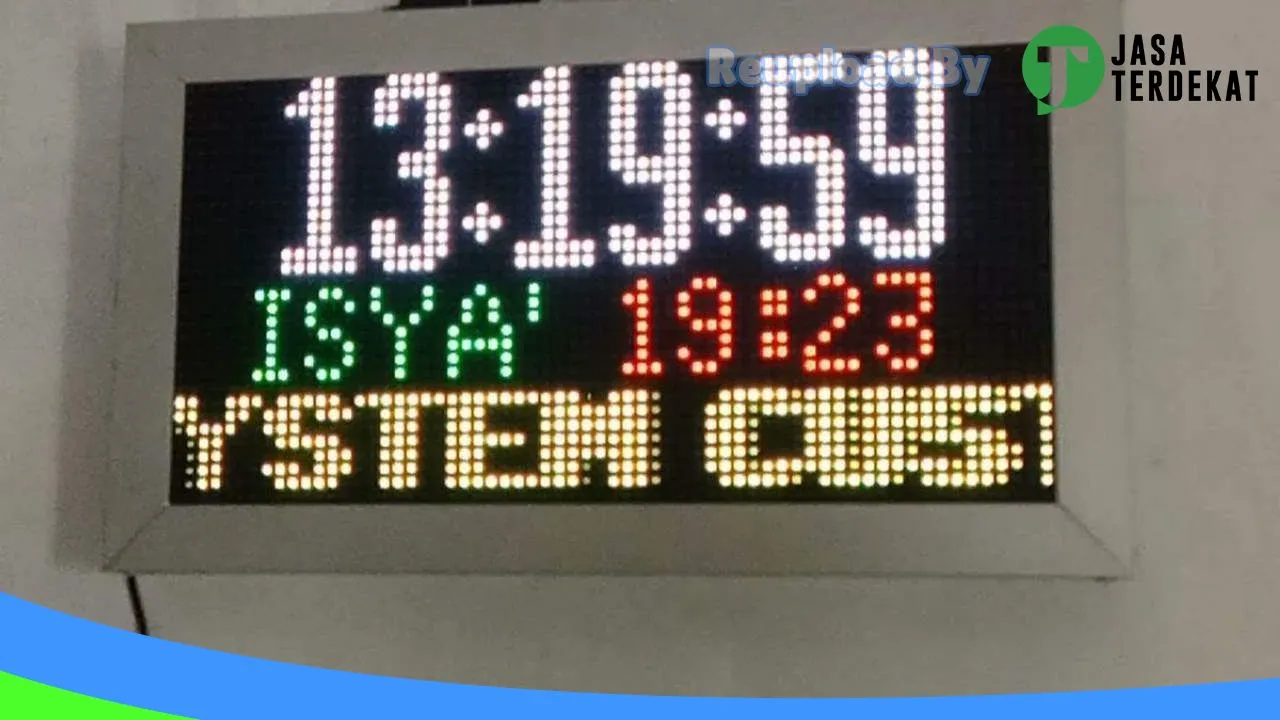 Reupload By
JASA
TERDEKAT
13:19:59
ISYA' 19:23
YSTEM CUST